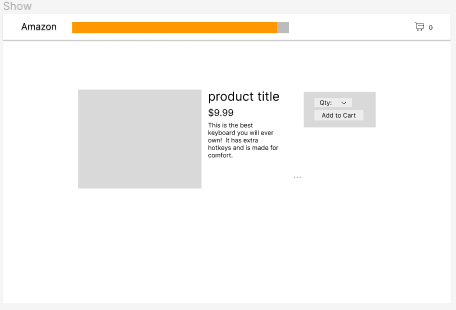 Show
Amazon
0
product title
$9.99
This is the best
keyboard you will ever
own! It has extra
hotkeys and is made for
comfort.
Qty:
Add to Cart
...